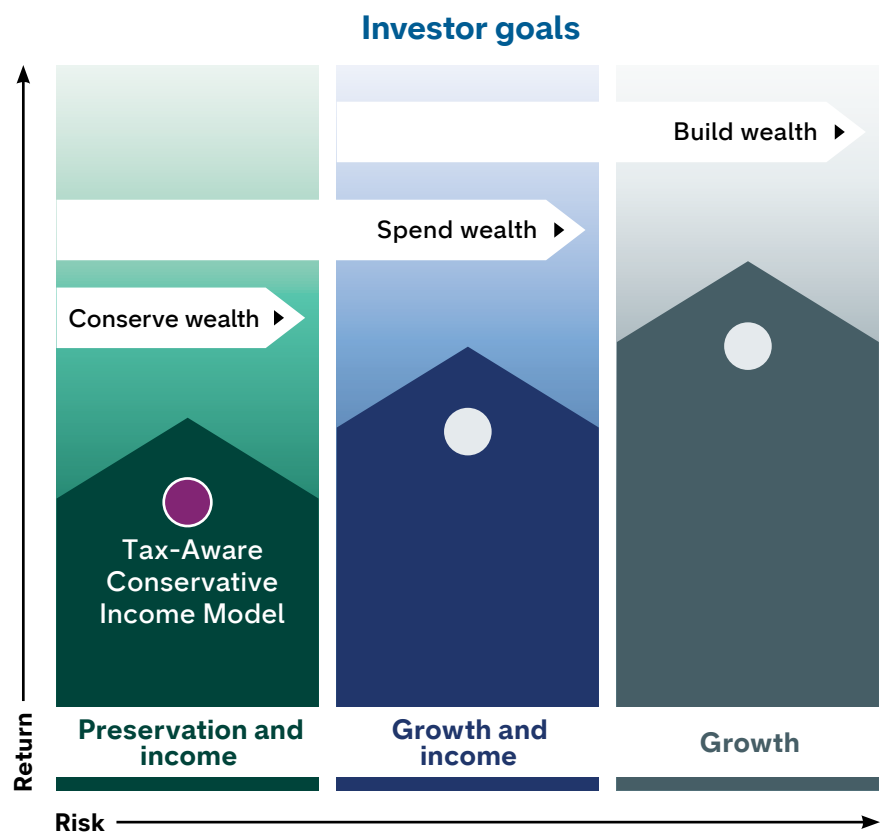 Investor goals
Build wealth
Spend wealth
Conserve wealth
Tax-Aware
Conservative
Income Model
Preservation and
income
Growth and
income
Growth
Return
Risk